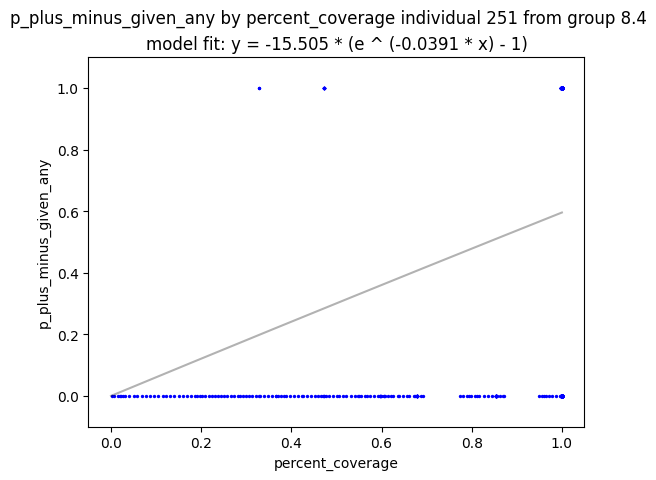 p_plus_minus_given_any by percent_coverage individual 251 from group 8.4
model fit: y = -15.505 * (e ^ (-0.0391 * x) - 1)
1.0
0.8
0.6
0.4
0.2
0.0
p_plus_minus_given_any
0.0 0.2 0.4 0.6 0.8 1.0
percent_coverage